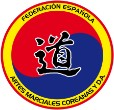 FEDERACIÓN ESPAÑOLA
道
ARTES MARCIALES COREANAS Y D.A.